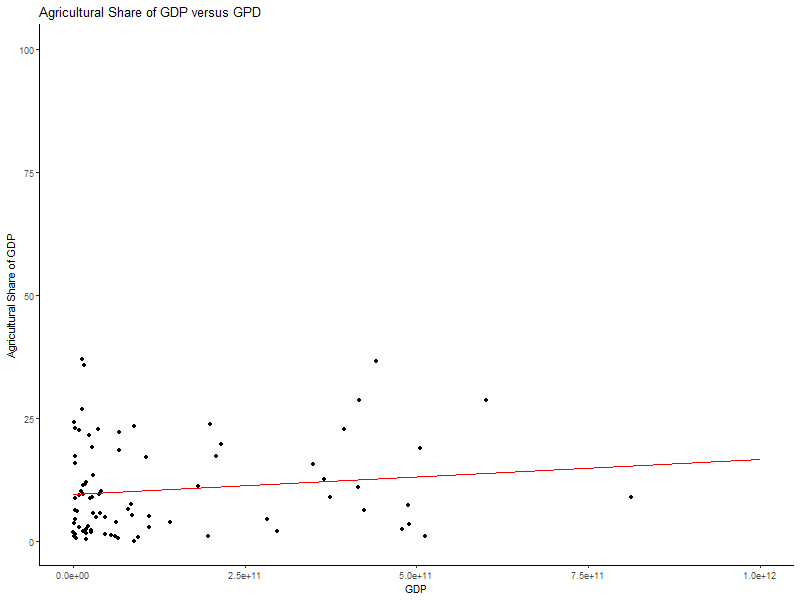 Agricultural Share of GDP versus GPD
100
75
50
25
0
Agricultural Share of GDP
0.0e+00 2.5e+11 5.0e+11 7.5e+11 1.0e+12
GDP